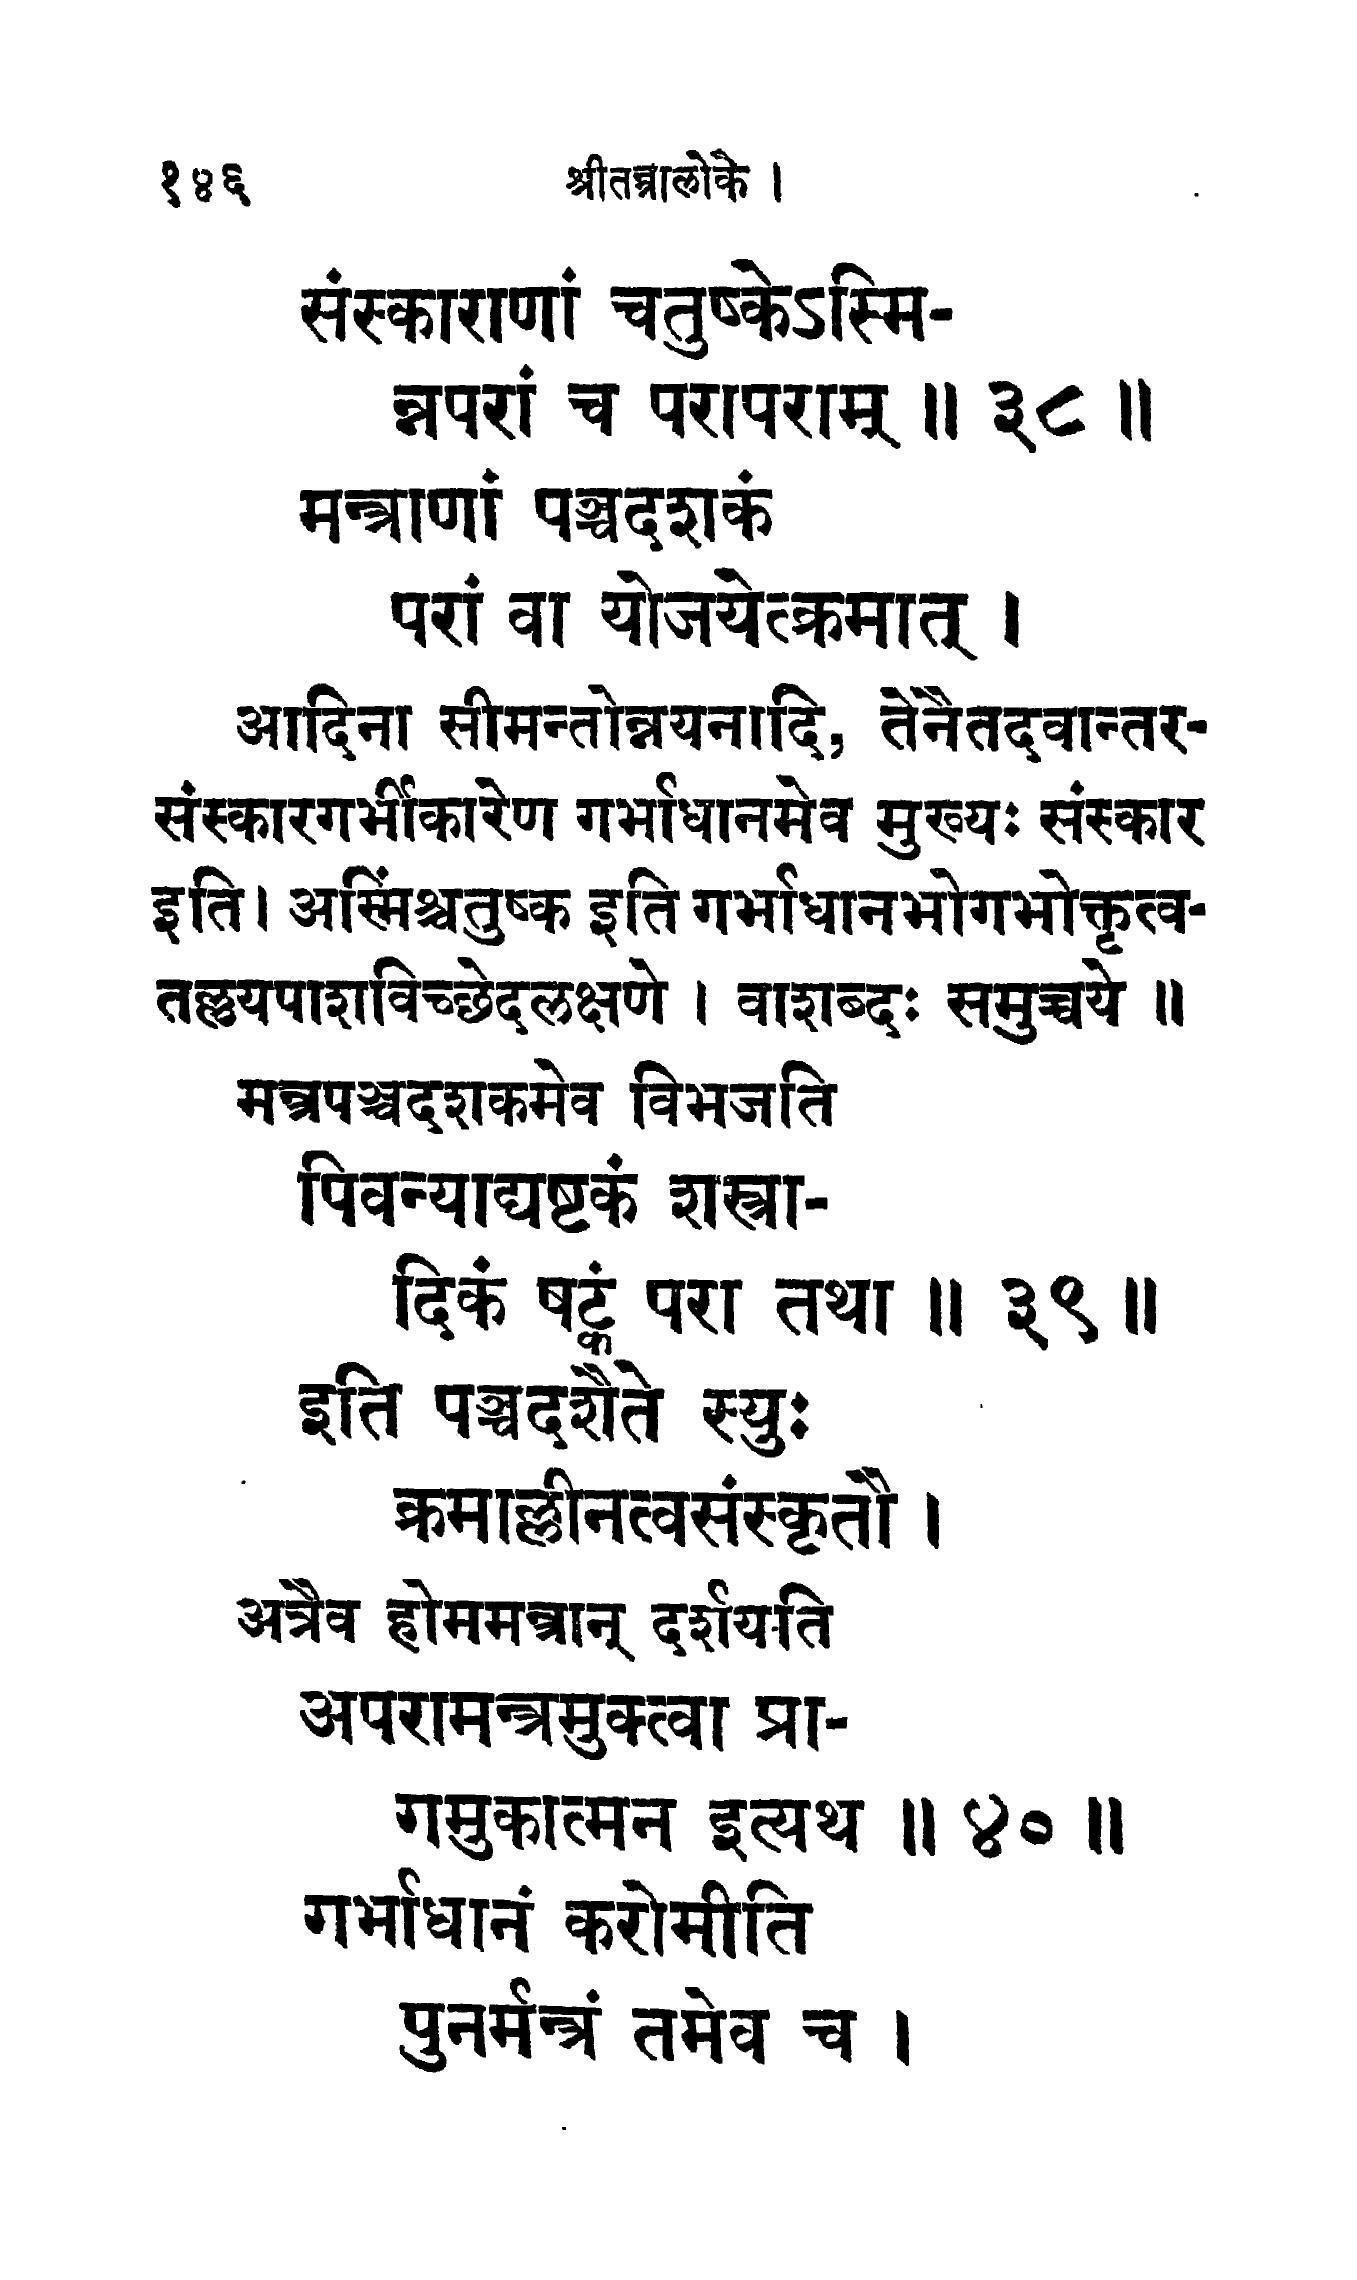 १४६ श्रीतन्त्रालोके ।
संस्काराणां चतुष्केऽस्मि-
न्नपरां च परापराम् ॥ ३८ ॥
मन्त्राणां पञ्चदशकं
परां वा योजयेत्क्रमात् ।
आदिना सीमन्तोन्नयनादि, तेनैतदवान्तर-
संस्कारगर्भीकारेण गर्भाधानमेव मुख्यः संस्कार
इति। अस्मिंश्चतुष्क इति गर्भाधानभोगभोक्तृत्व-
तल्लयपाशविच्छेदलक्षणे । वाशब्दः समुच्चये ॥
मन्त्रपञ्चदशकमेव विभजति
पिवन्याद्यष्टकं शस्त्रा-
दिकं षट्कं परा तथा ॥ ३९ ॥
इति पञ्चदशैते स्युः
क्रमाल्लीनत्वसंस्कृतौ ।
अत्रैव होममन्त्रान् दर्शयति
अपरामन्त्रमुक्त्वा प्रा-
गमुकात्मन इत्यथ ॥ ४० ॥
गर्भाधानं करोमीति
पुनर्मन्त्रं तमेव च ।